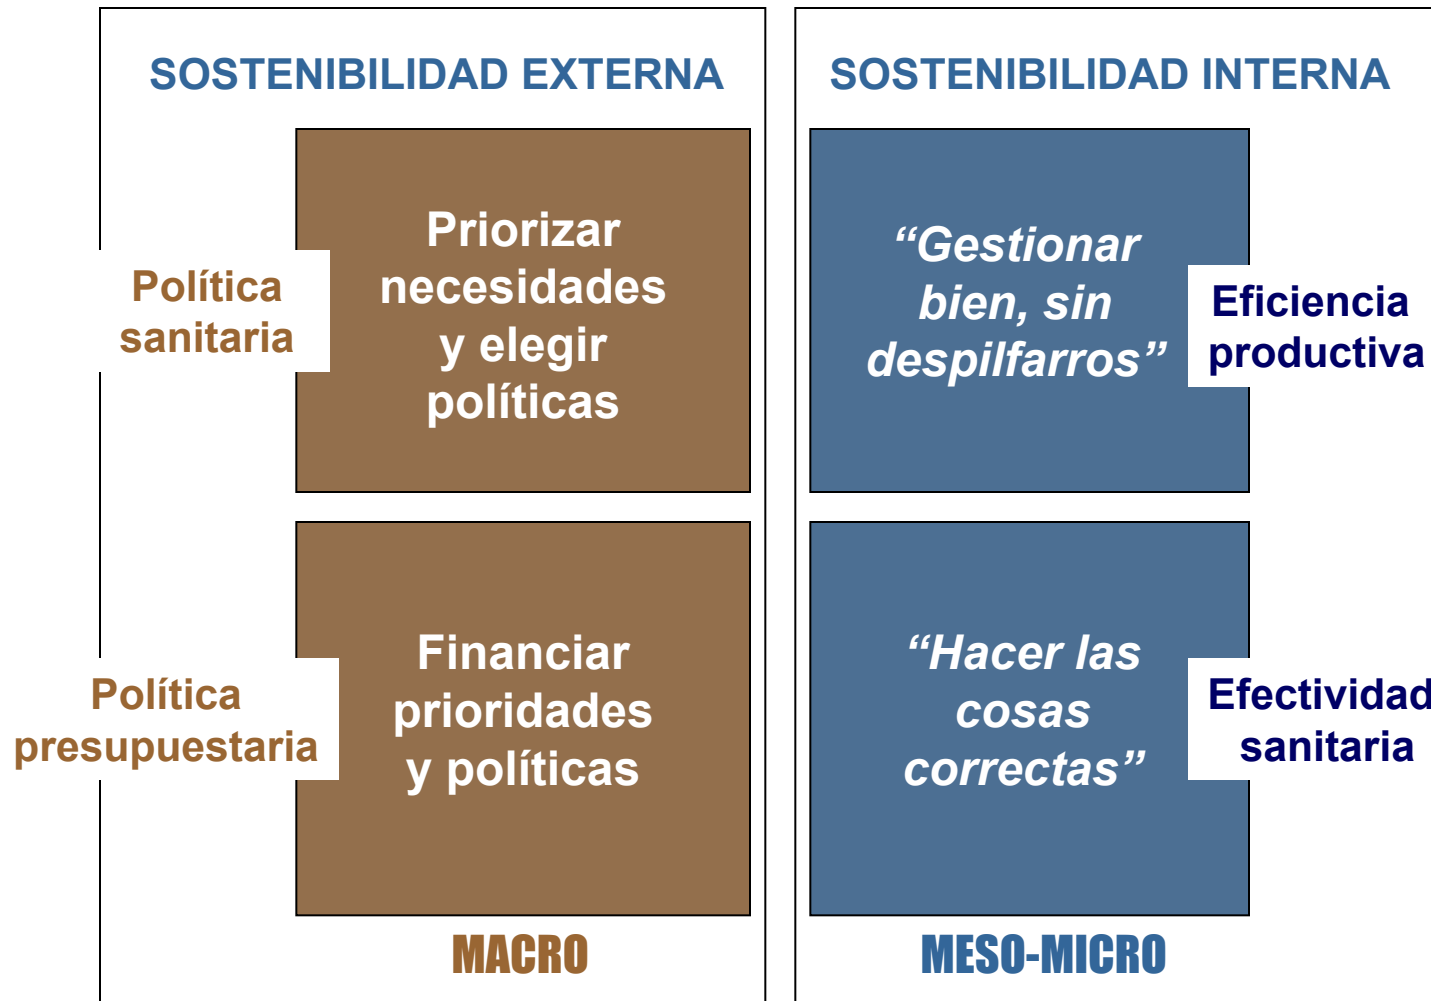 SOSTENIBILIDAD EXTERNA
Política
sanitaria
Priorizar
necesidades
y elegir
políticas
Política
presupuestaria
Financiar
prioridades
y políticas
MACRO
SOSTENIBILIDAD INTERNA
“Gestionar
bien, sin
despilfarros”
Eficiencia
productiva
“Hacer las
cosas
correctas”
Efectividad
sanitaria
MESO-MICRO